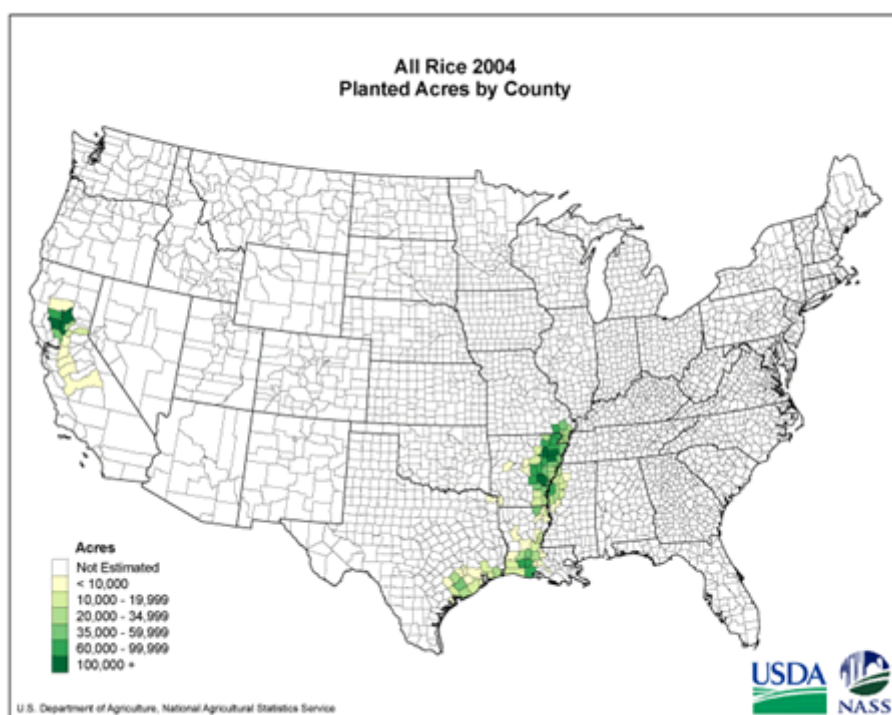 All Rice 2004
Planted Acres by County
Acres
Not Estimated
< 10,000
10,000 - 19,999
20,000 - 34,999
35,000 - 59,999
60,000 - 99,999
100,000 +
U.S. Department of Agriculture, National Agricultural Statistics Service
USDA
NASS